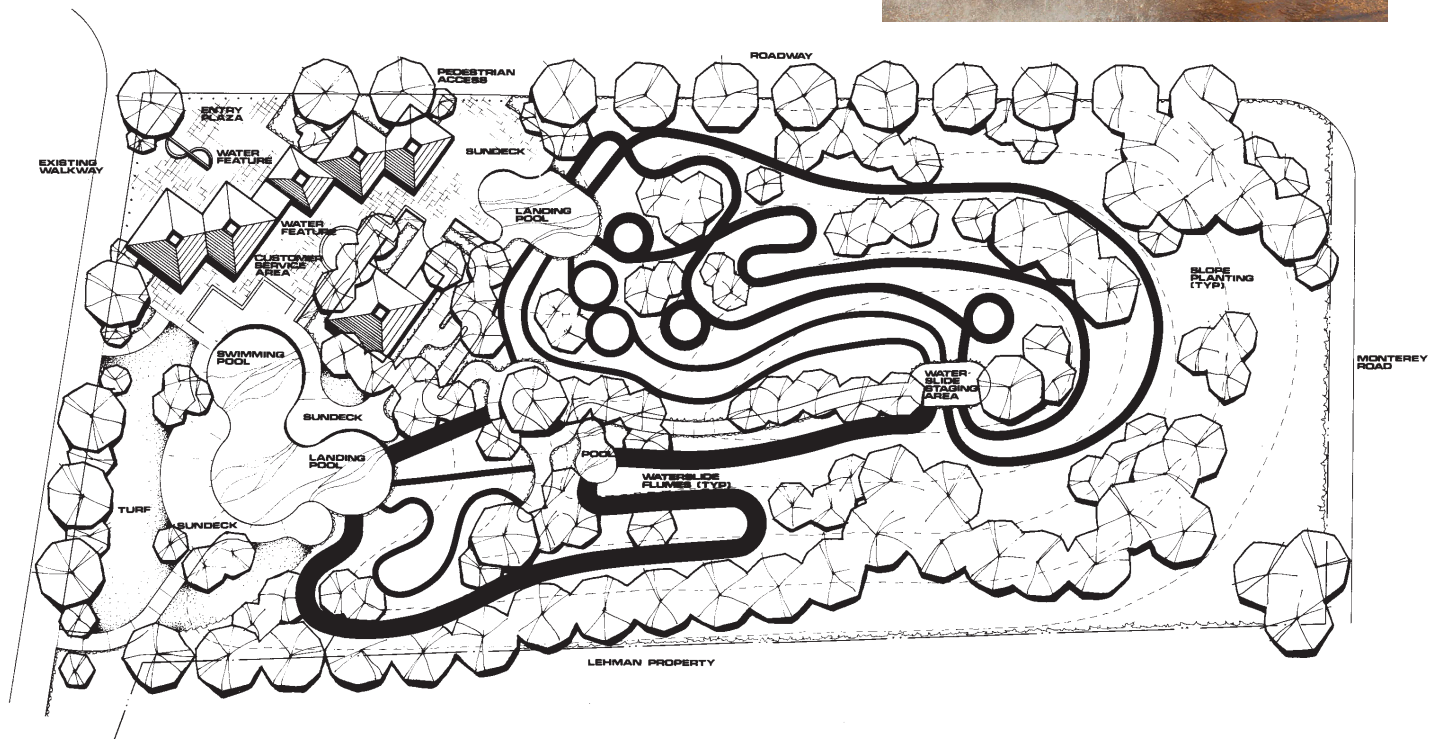 ROADWAY
PEDESTRIAN
ACCESS
ENTRY
PLAZA
WATER
FEATURE
EXISTING
WALKWAY
SUNDECK
LANDING
POOL
WATER
FEATURE
CUSTOMER
SERVICE
AREA
SLOPE
PLANTING
(TYP)
SWIMMING
POOL
MONTEREY
ROAD
WATER-
SLIDE
STAGING
AREA
SUNDECK
LANDING
POOL
POOL
WATERSLIDE
FLUMES (TYP)
TURF
SUNDECK
LEHMAN PROPERTY